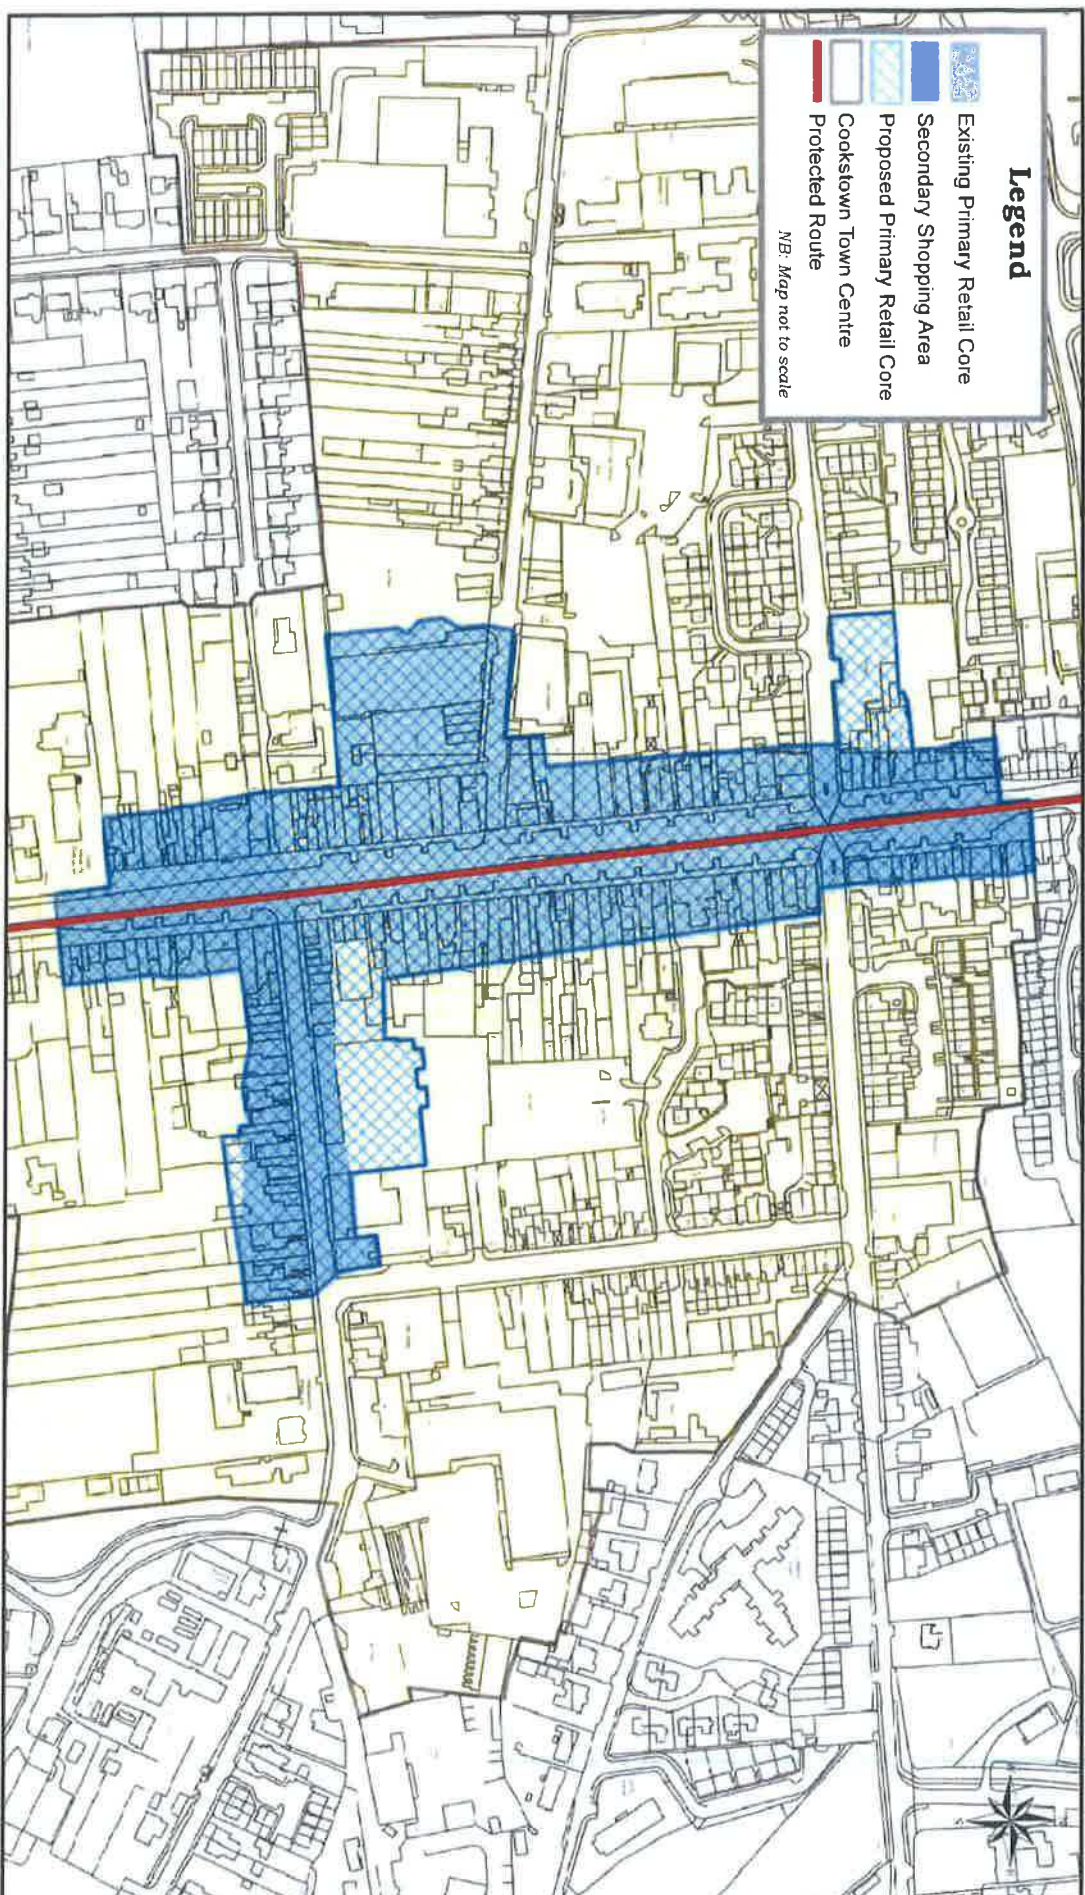 Legend
Existing Primary Retail Core
Secondary Shopping Area
Proposed Primary Retail Core
Cookstown Town Centre
Protected Route
NB: Map not to scale